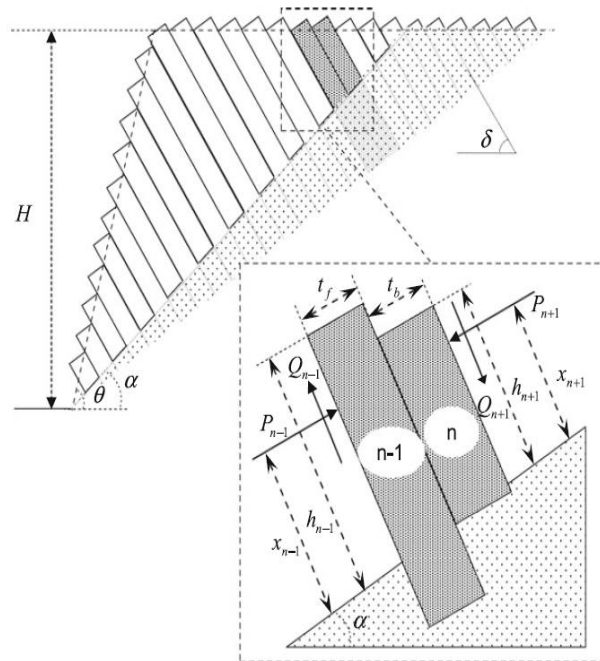 H
δ
θ α
t_f
t_b
P_{n+1}
Q_{n-1}
P_{n-1}
Q_{n+1}
h_{n+1}
x_{n+1}
n-1
n
h_{n-1}
x_{n-1}
α